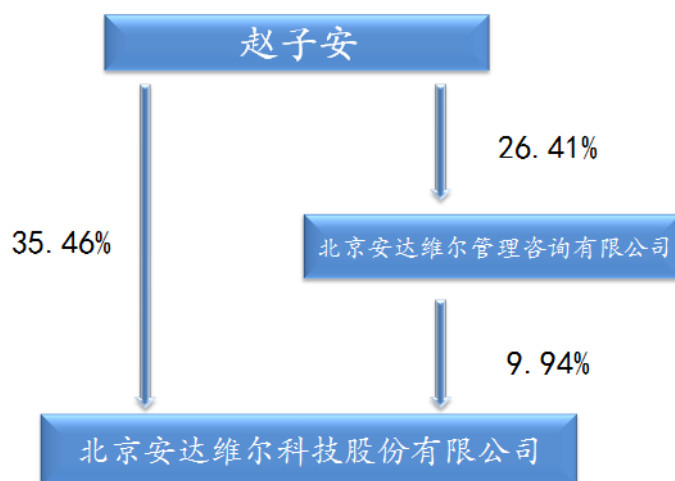 赵子安
26.41%
35.46%
北京安达维尔管理咨询有限公司
9.94%
北京安达维尔科技股份有限公司